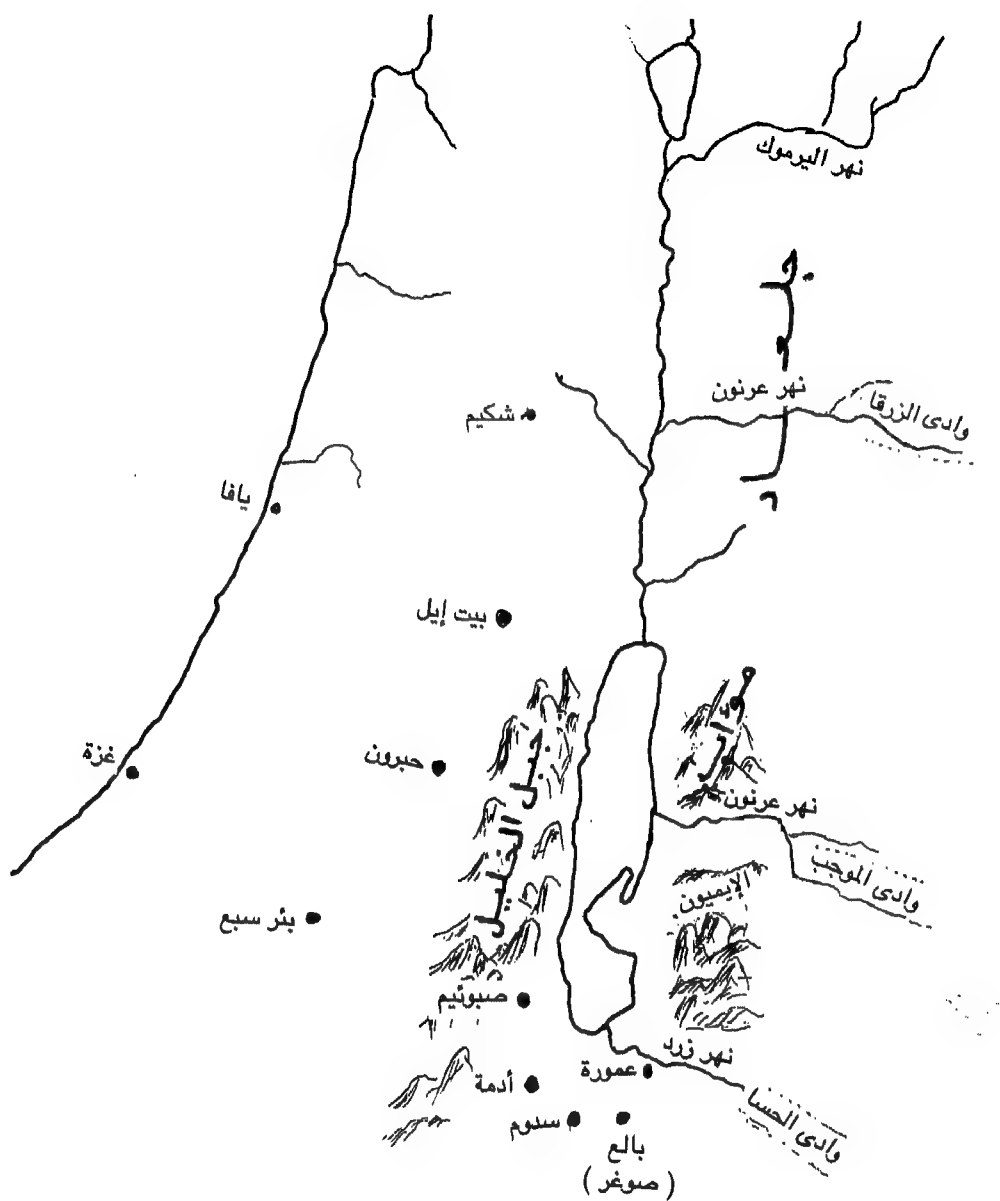 نهر اليرموك
نهر عرنون
وادى الزرقا
شكيم
يافا
بيت إيل
غزة
حبرون
جبل الخليل
نهر عرنون
وادى الموجب
الإيميون
بئر سبع
صبوئيم
نهر زرد
عمورة
أدمة
وادى الحسا
سدوم
بالع
( صوغر )